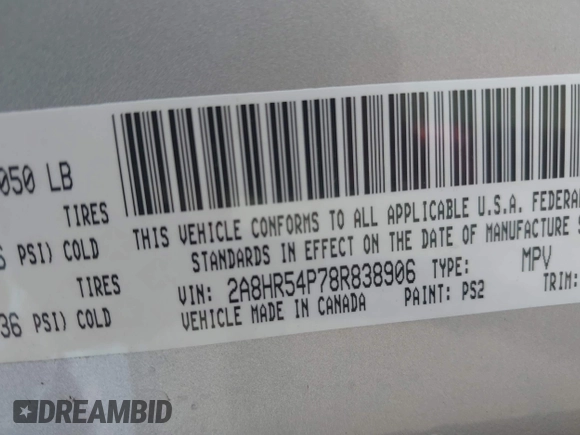 050 LB
TIRES
PSI) COLD
TIRES
36 PSI) COLD
THIS VEHICLE CONFORMS TO ALL APPLICABLE U.S.A. FEDERAL
STANDARDS IN EFFECT ON THE DATE OF MANUFACTURE
VIN: 2A8HR54P78R838906 TYPE: MPV
VEHICLE MADE IN CANADA PAINT: PS2 TRIM:
DREAMBID